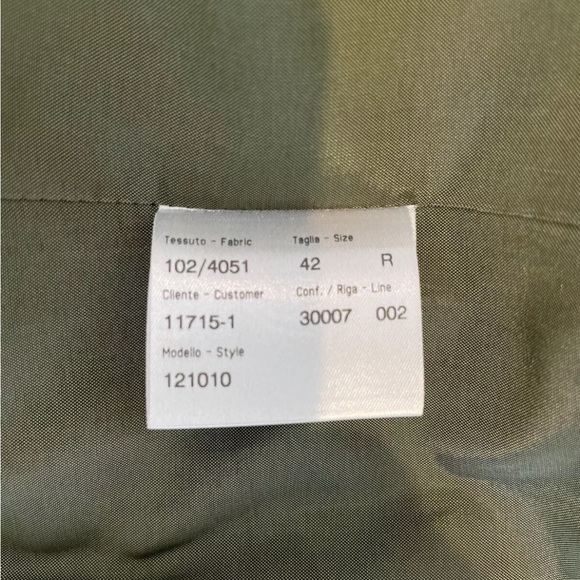 Tessuto - Fabric Taglia - Size
102/4051 42 R
Cliente - Customer Conf. / Riga - Line
11715-1 30007 002
Modello - Style
121010